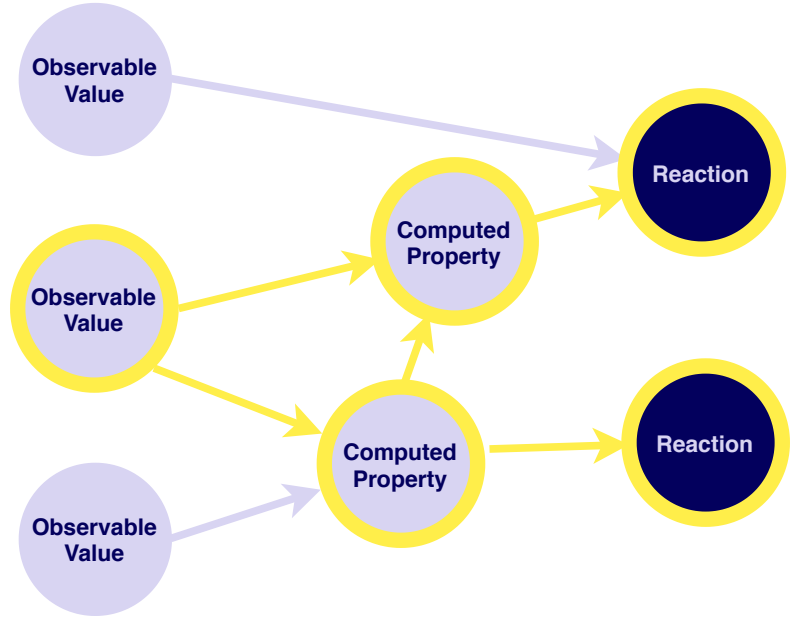 Observable
Value
Reaction
Computed
Property
Observable
Value
Computed
Property
Reaction
Observable
Value